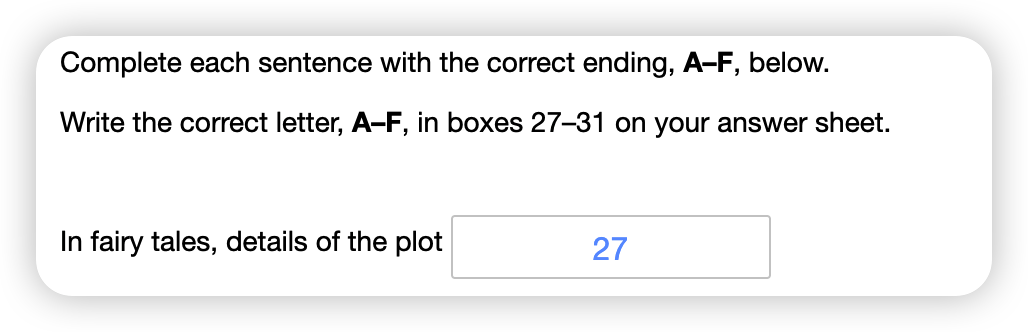 Complete each sentence with the correct ending, A–F, below.
Write the correct letter, A–F, in boxes 27–31 on your answer sheet.
In fairy tales, details of the plot 27